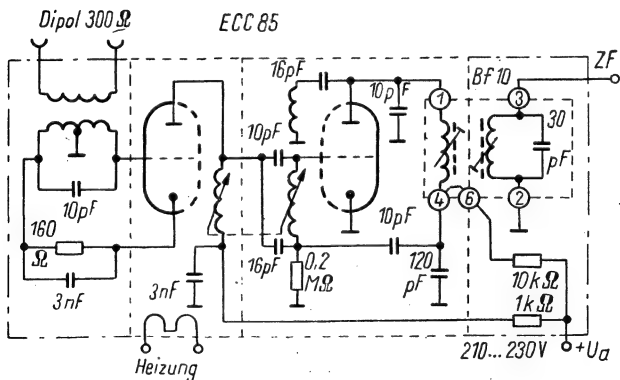 Dipol 300 Ω
ECC 85
ZF
Bf 10
16pF
10pF
1
3
10pF
30
pF
10pF
4
6
2
160
Ω
10pF
3nF
3nF
16pF
0,2
MΩ
120
pF
10kΩ
1kΩ
210...230V
+Ua
Heizung